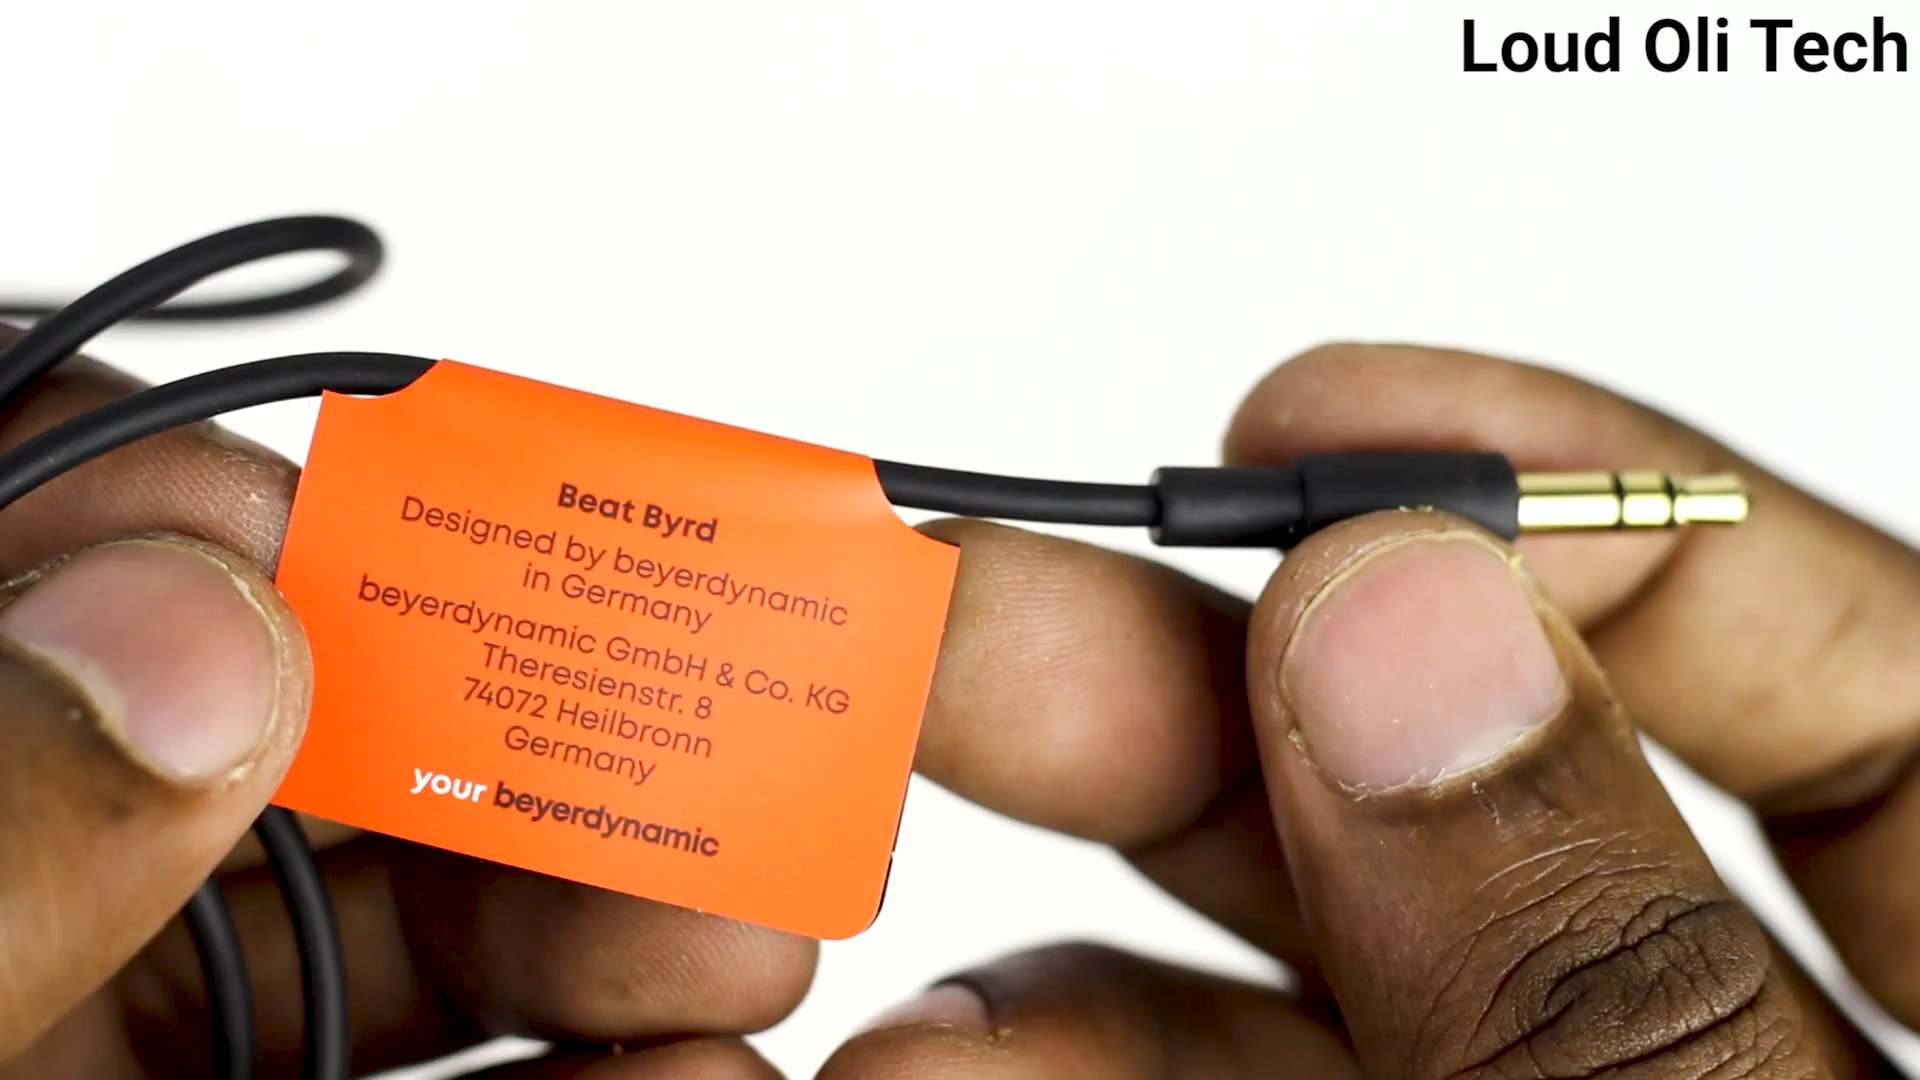 Loud Oli Tech
Beat Byrd
Designed by beyerdynamic
in Germany
beyerdynamic GmbH & Co. KG
Theresienstr. 8
74072 Heilbronn
Germany
your beyerdynamic